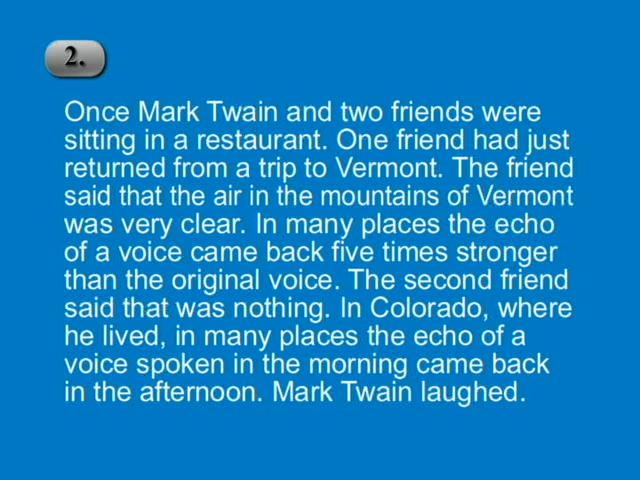 2.
Once Mark Twain and two friends were
sitting in a restaurant. One friend had just
returned from a trip to Vermont. The friend
said that the air in the mountains of Vermont
was very clear. In many places the echo
of a voice came back five times stronger
than the original voice. The second friend
said that was nothing. In Colorado, where
he lived, in many places the echo of a
voice spoken in the morning came back
in the afternoon. Mark Twain laughed.